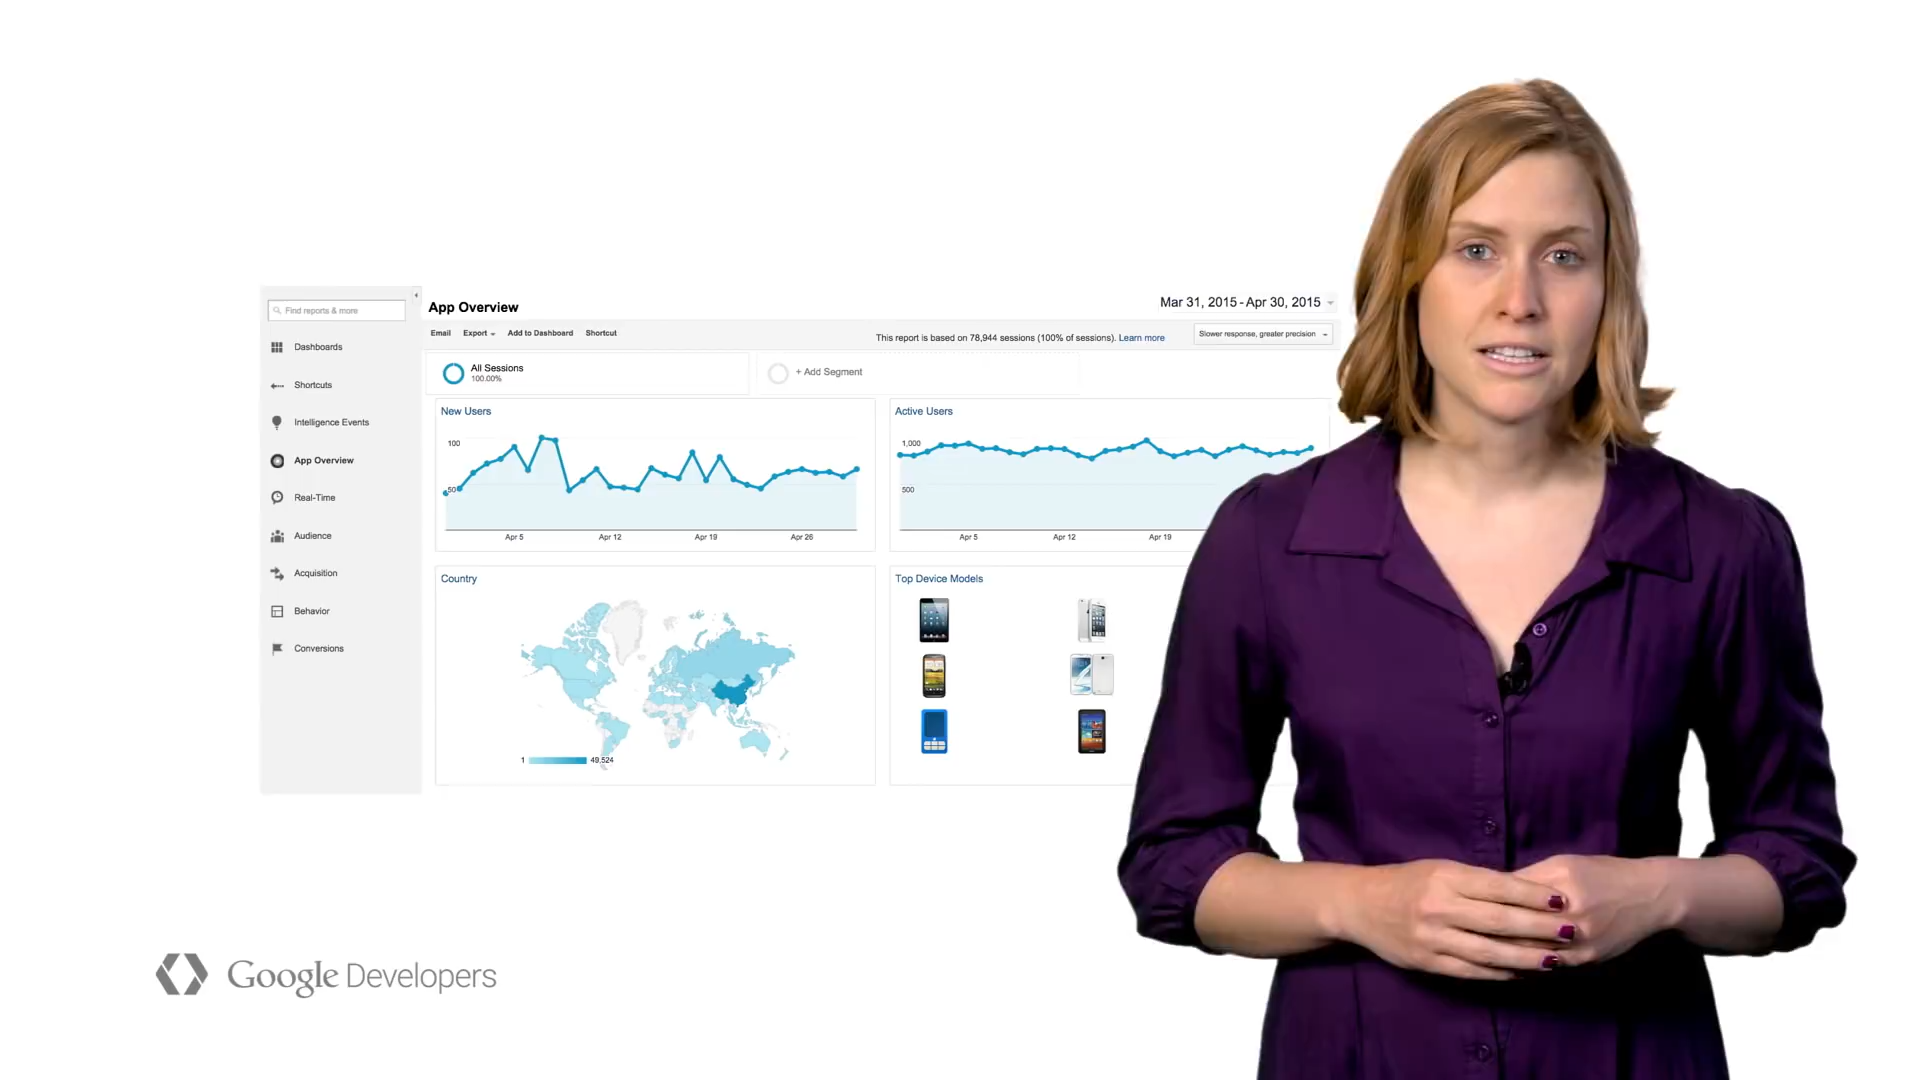 Find reports & more
Dashboards
Shortcuts
Intelligence Events
App Overview
Real-Time
Audience
Acquisition
Behavior
Conversions
App Overview
Mar 31, 2015 - Apr 30, 2015
Email Export Add to Dashboard Shortcut
This report is based on 78,944 sessions (100% of sessions). Learn more
Slower response, greater precision
All Sessions
100.00%
+ Add Segment
New Users
100
50
Apr 5 Apr 12 Apr 19 Apr 26
Active Users
1,000
500
Apr 5 Apr 12 Apr 19
Country
1 49,524
Top Device Models
Google Developers